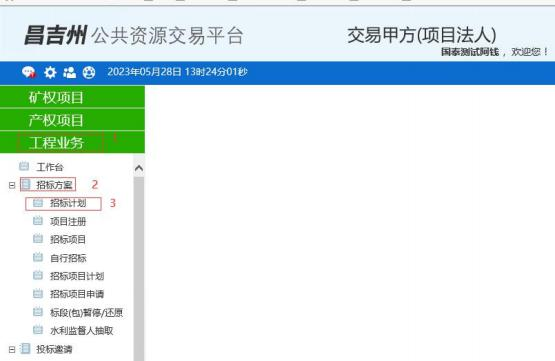 昌吉州 公共资源交易平台
交易甲方(项目法人)
国泰测试阿钱，欢迎您！
2023年05月28日 13时24分01秒
矿权项目
产权项目
工程业务 1
工作台
招标方案 2
招标计划 3
项目注册
招标项目
自行招标
招标项目计划
招标项目申请
标段(包)暂停/还原
水利监督人抽取
投标邀请